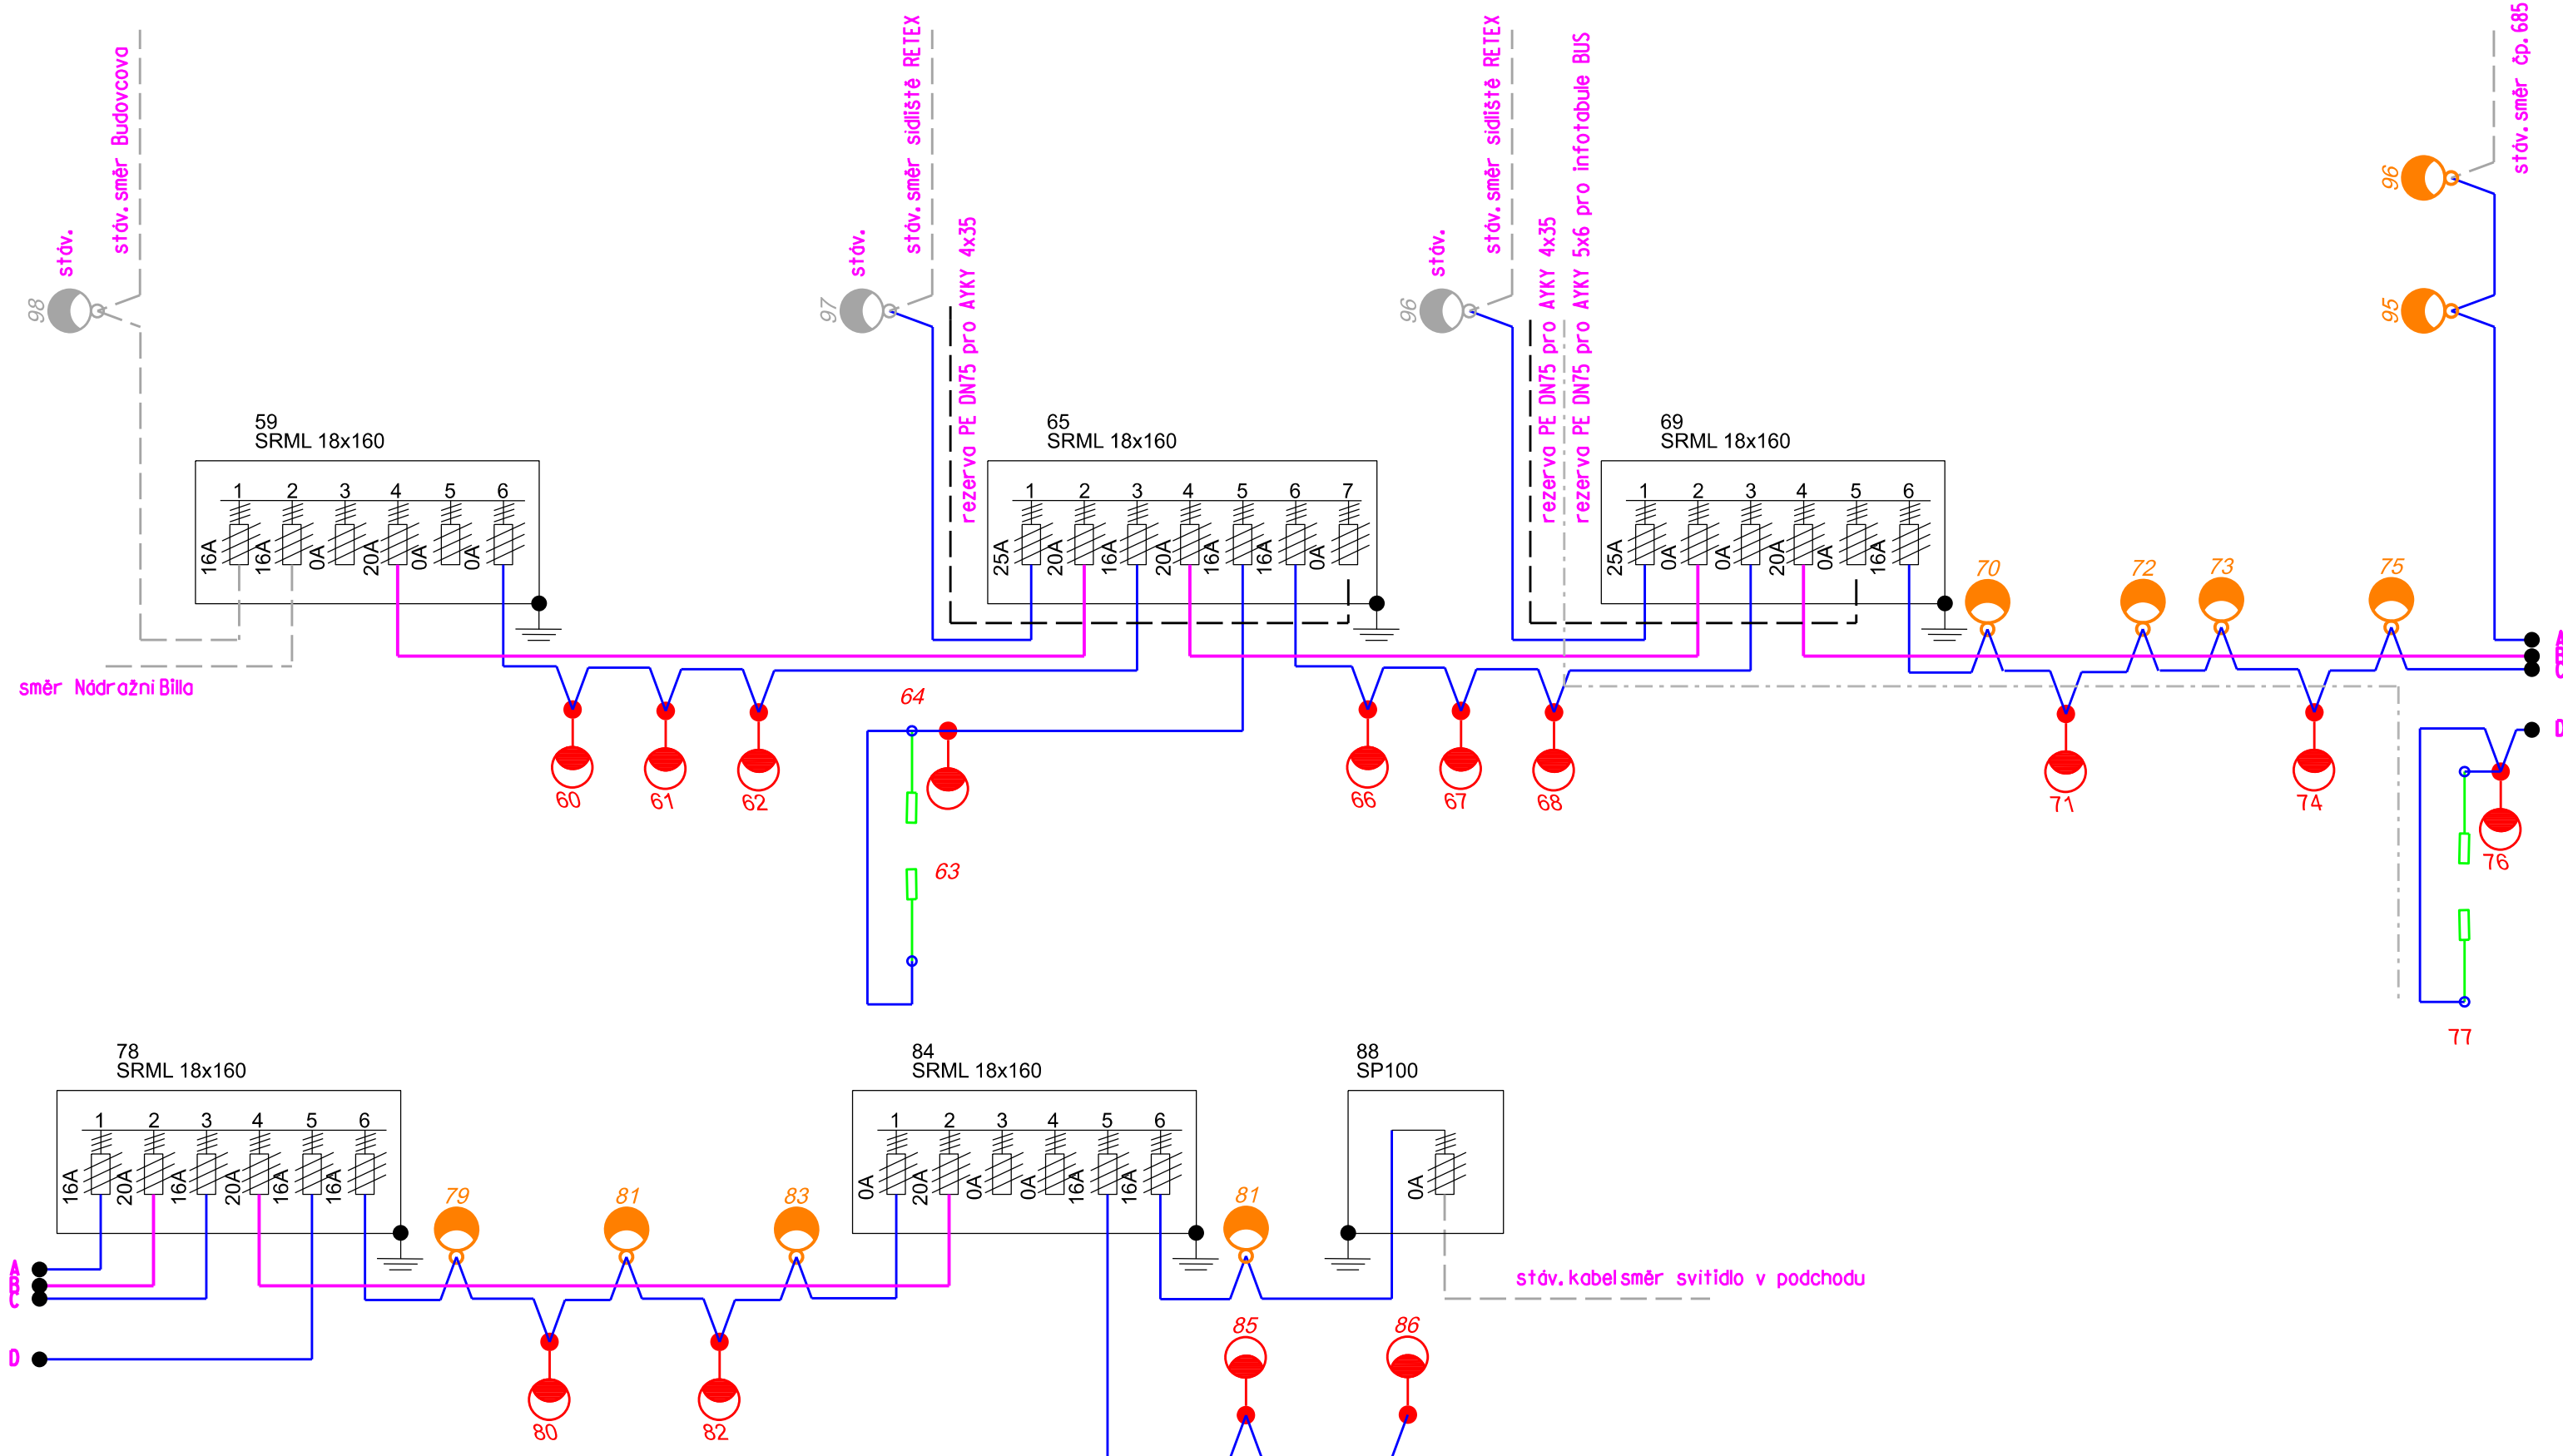 stáv.
stáv.směr Budovcova
98
stáv.
stáv.směr sídliště RETEX
97
rezerva PE DN75 pro AYKY 4x35
stáv.
stáv.směr sídliště RETEX
96
rezerva PE DN75 pro AYKY 4x35
rezerva PE DN75 pro AYKY 5x6 pro infotabule BUS
stáv.směr čp.685
96
95
59
SRML 18x160
1 2 3 4 5 6
16A 16A 0A 20A 0A 0A
65
SRML 18x160
1 2 3 4 5 6 7
25A 20A 16A 20A 16A 16A 0A
69
SRML 18x160
1 2 3 4 5 6
25A 0A 0A 20A 0A 16A
70 72 73 75
směr Nádražní Billa
64
D
60 61 62
66 67 68
71 74
76
63
77
78
SRML 18x160
1 2 3 4 5 6
16A 20A 16A 20A 16A 16A
84
SRML 18x160
1 2 3 4 5 6
0A 20A 0A 0A 16A 16A
88
SP100
0A
79 81 83
81
A
B
C
D
stáv.kabel směr svítidlo v podchodu
85 86
80 82